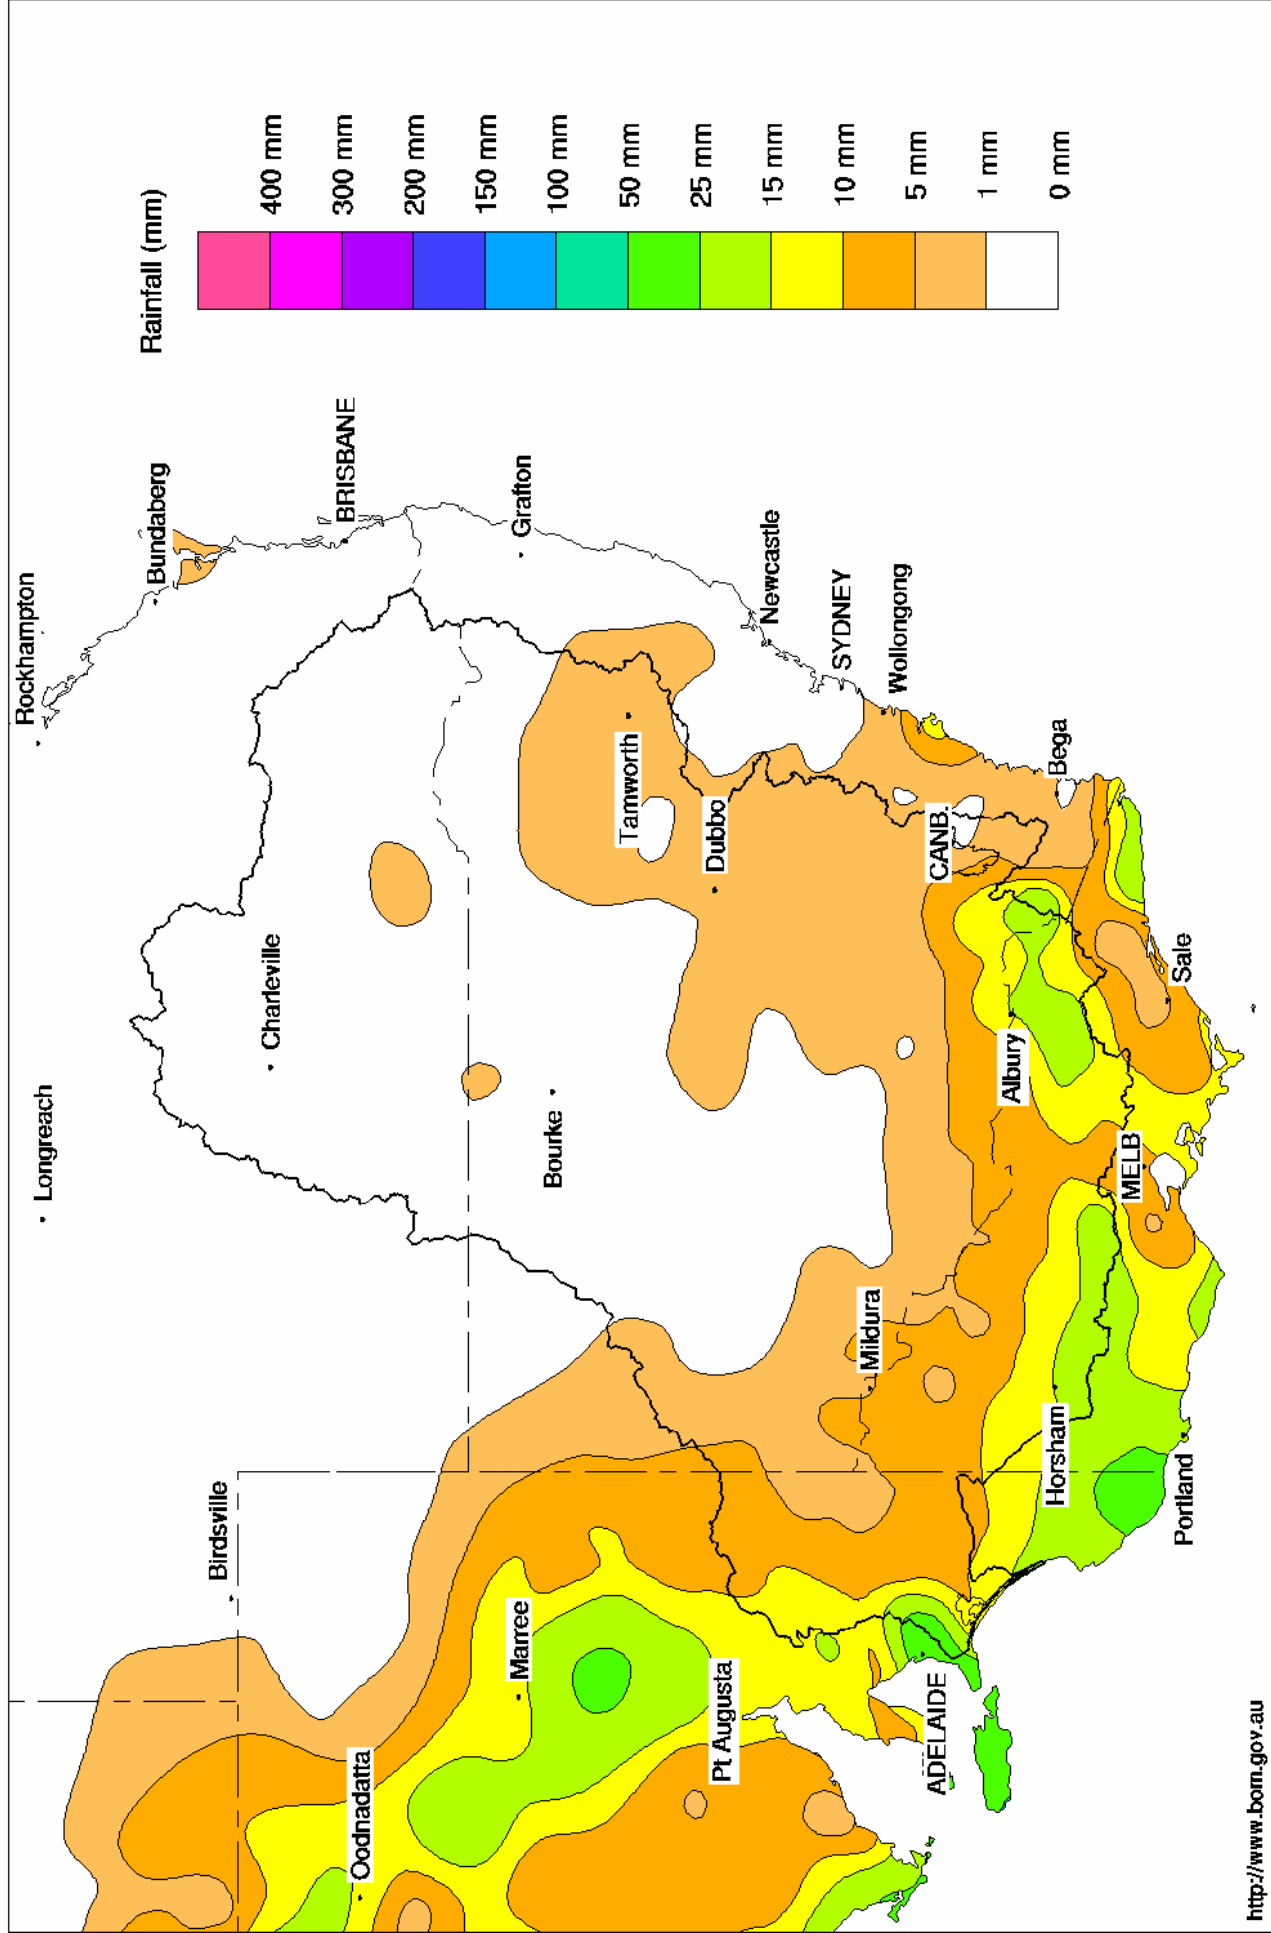 Rockhampton
Longreach
Bundaberg
Birdsville
BRISBANE
Charleville
Oodnadatta
Grafton
Bourke
Marree
Tamworth
Newcastle
Dubbo
Pt Augusta
SYDNEY
Mildura
Wollongong
CANB.
ADELAIDE
Albury
Bega
Horsham
MELB
Sale
Portland
Rainfall (mm)
400 mm
300 mm
200 mm
150 mm
100 mm
50 mm
25 mm
15 mm
10 mm
5 mm
1 mm
0 mm
http://www.bom.gov.au